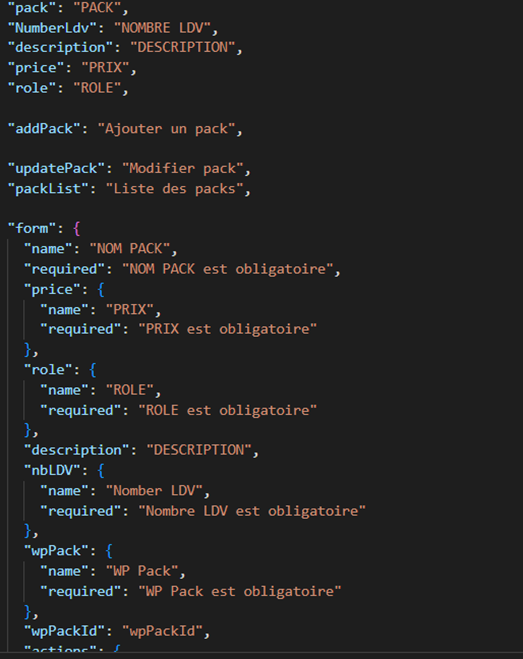 "pack": "PACK",
"NumberLdv": "NOMBRE LDV",
"description": "DESCRIPTION",
"price": "PRIX",
"role": "ROLE",
"addPack": "Ajouter un pack",
"updatePack": "Modifier pack",
"packList": "Liste des packs",
"form": {
"name": "NOM PACK",
"required": "NOM PACK est obligatoire",
"price": {
"name": "PRIX",
"required": "PRIX est obligatoire"
},
"role": {
"name": "ROLE",
"required": "ROLE est obligatoire"
},
"description": "DESCRIPTION",
"nbLDV": {
"name": "Nomber LDV",
"required": "Nombre LDV est obligatoire"
},
"wpPack": {
"name": "WP Pack",
"required": "WP Pack est obligatoire"
},
"wpPackId": "wpPackId",
"actions": {